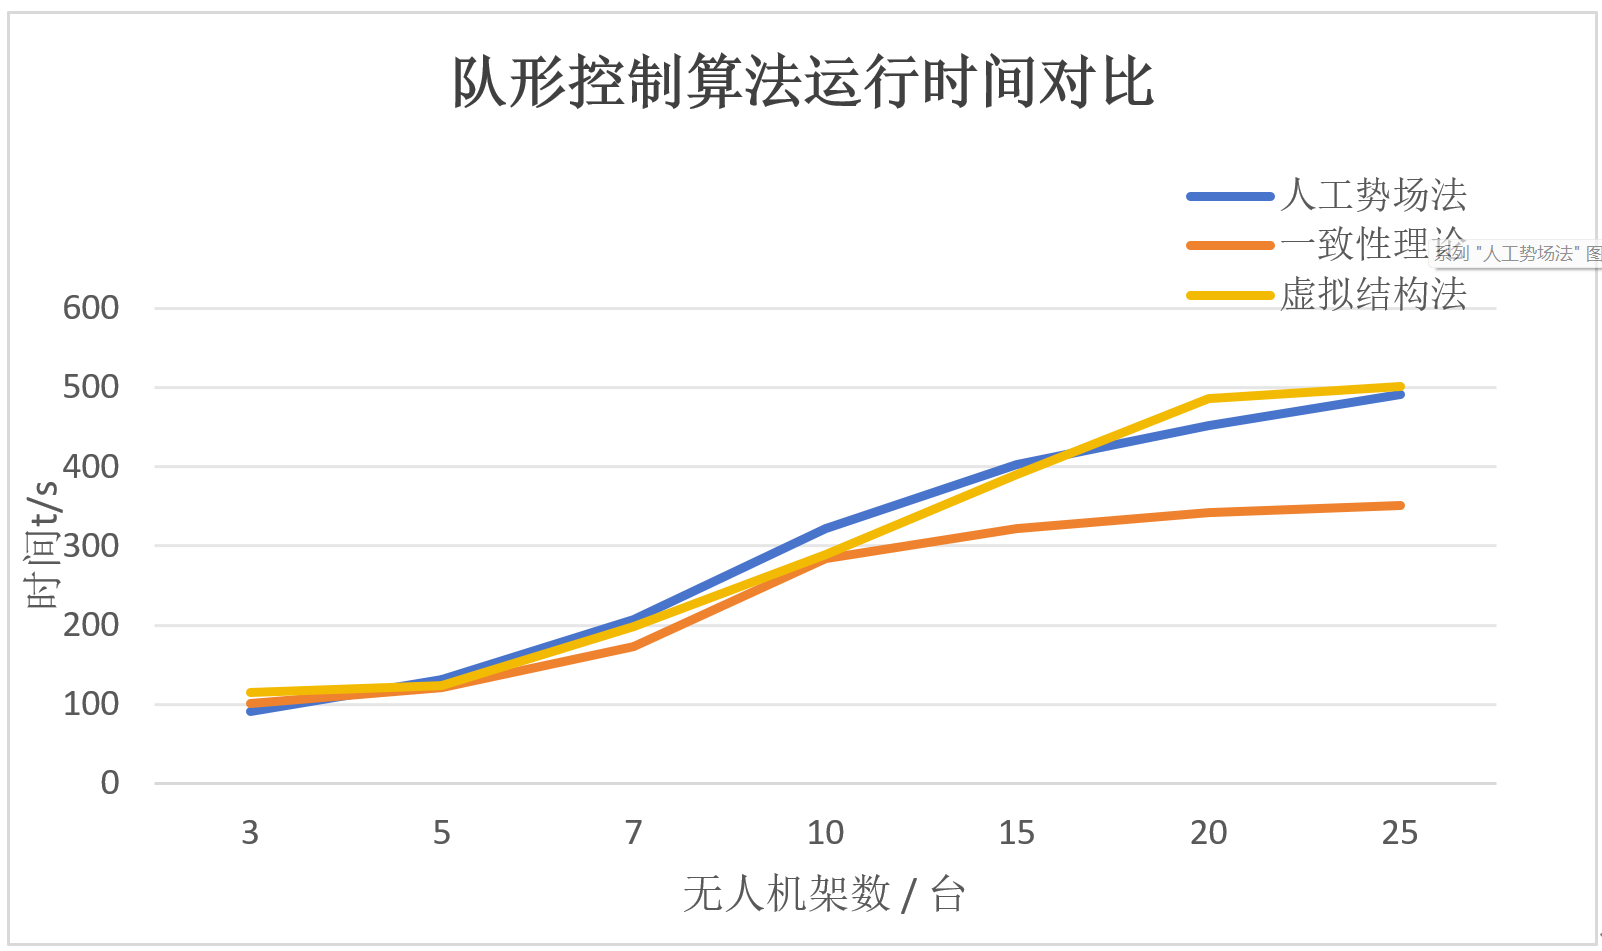 队形控制算法运行时间对比
人工势场法
一致性理论
系列 "人工势场法" 图
虚拟结构法
600
500
400
300
200
100
0
时间t/s
3 5 7 10 15 20 25
无人机架数 / 台